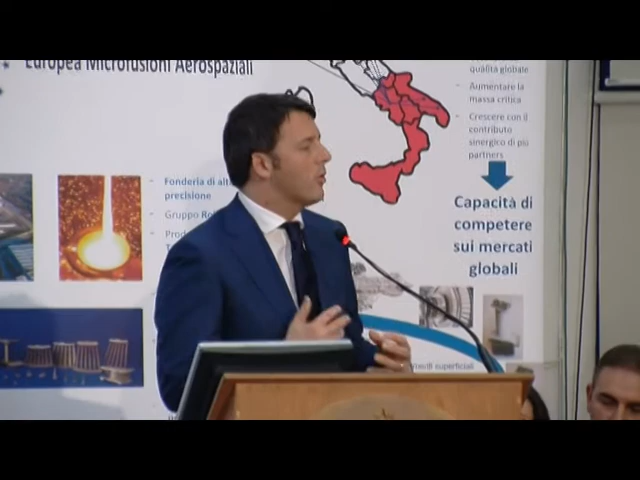 Europea Microfusioni Aerospaziali
qualità globale
- Aumentare la
massa critica
- Crescere con il
contributo
sinergico di più
partners
Capacità di
competere
sui mercati
globali
- Fonderia di
precisione
- Gruppo
superficiali